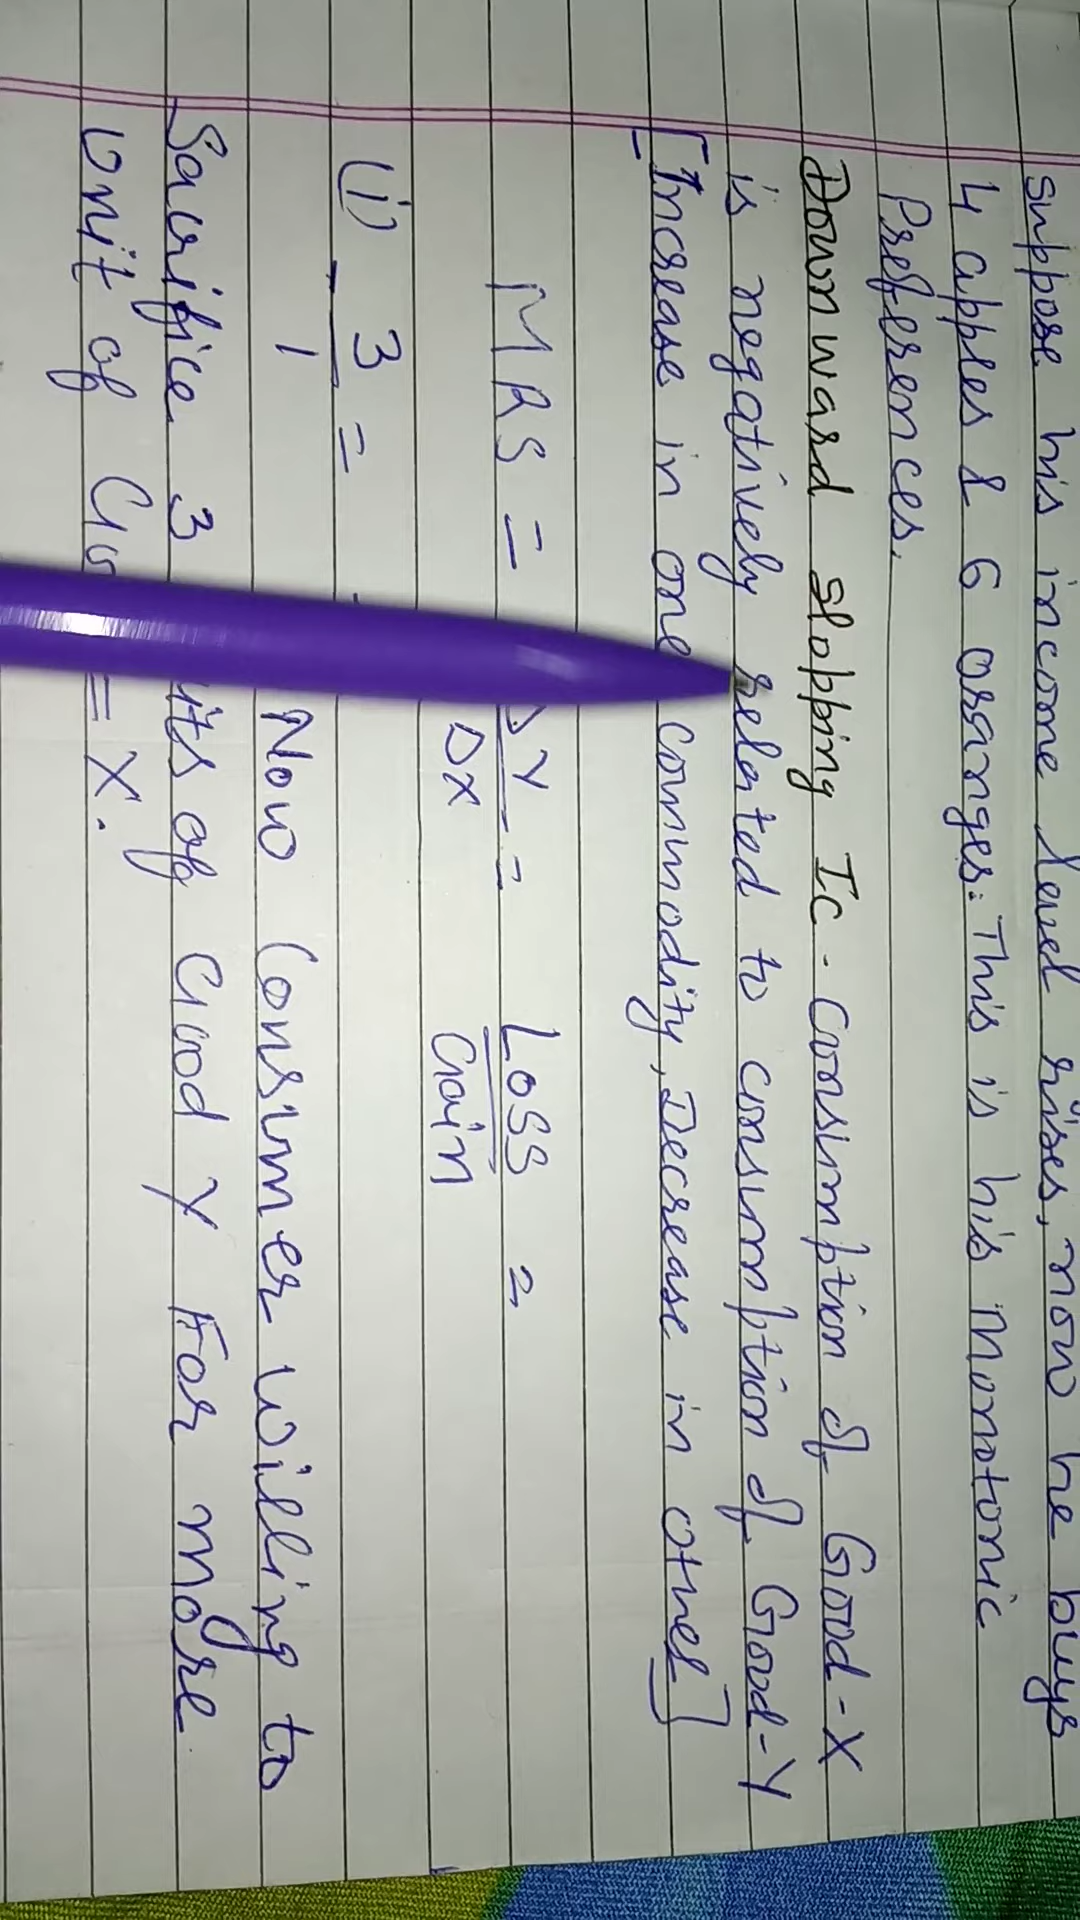 suppose his income level rises, now he buys
4 apples & 6 oranges. This is his monotonic
Preferences.
Downward slopping Ic - Consumption of Good-X
is negatively related to consumption of Good-Y
[Increase in one commodity, Decrease in other]
MRS = ΔY = Loss =
ΔX Gain
(i) - 3 =
1
Now Consumer willing to
Sacrifice 3 of Good Y For more
Unit of = X.